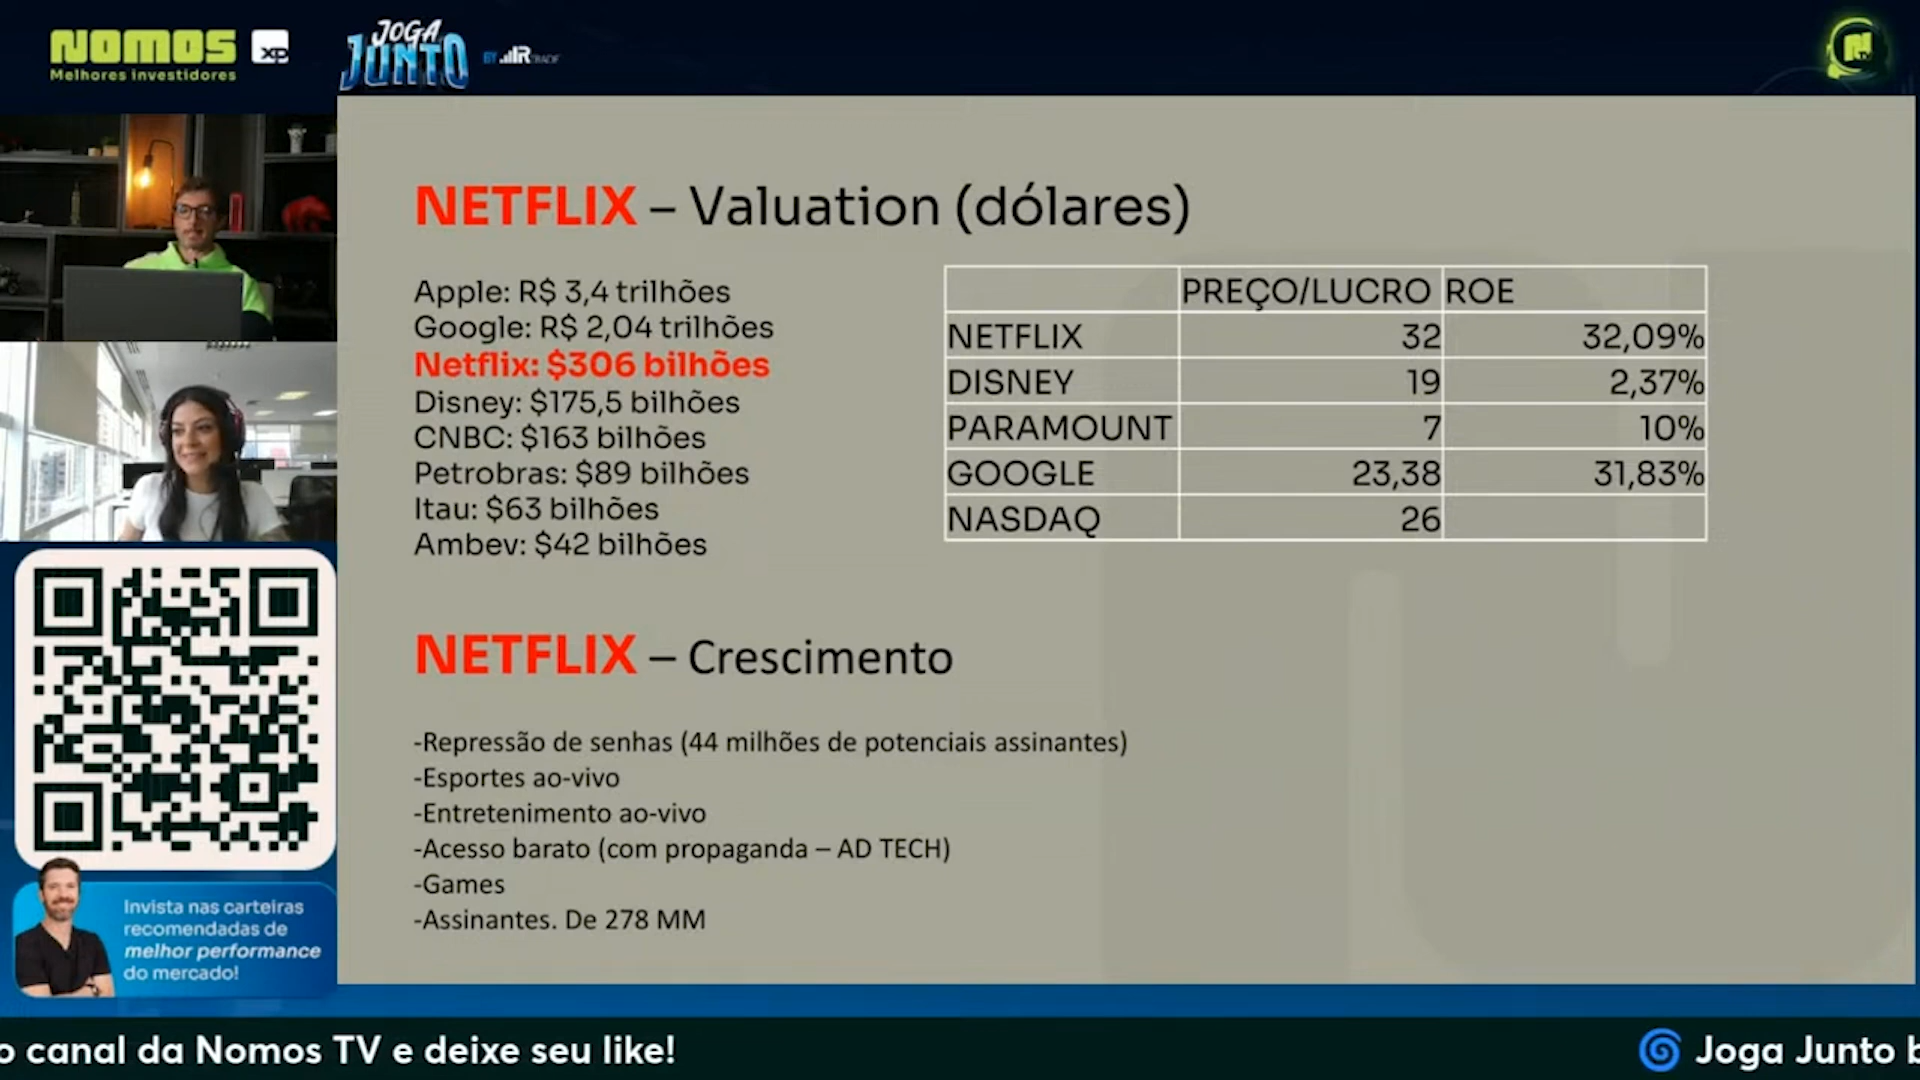 NOMOS
xp
Melhores investidores
JOGA
JUNTO
BY
N
NETFLIX – Valuation (dólares)
Apple: R$ 3,4 trilhões
Google: R$ 2,04 trilhões
Netflix: $306 bilhões
Disney: $175,5 bilhões
CNBC: $163 bilhões
Petrobras: $89 bilhões
Itau: $63 bilhões
Ambev: $42 bilhões
PREÇO/LUCRO ROE
NETFLIX 32 32,09%
DISNEY 19 2,37%
PARAMOUNT 7 10%
GOOGLE 23,38 31,83%
NASDAQ 26
NETFLIX – Crescimento
-Repressão de senhas (44 milhões de potenciais assinantes)
-Esportes ao-vivo
-Entretenimento ao-vivo
-Acesso barato (com propaganda – AD TECH)
-Games
-Assinantes. De 278 MM
Invista nas carteiras
recomendadas de
melhor performance
do mercado!
o canal da Nomos TV e deixe seu like!
Joga Junto b